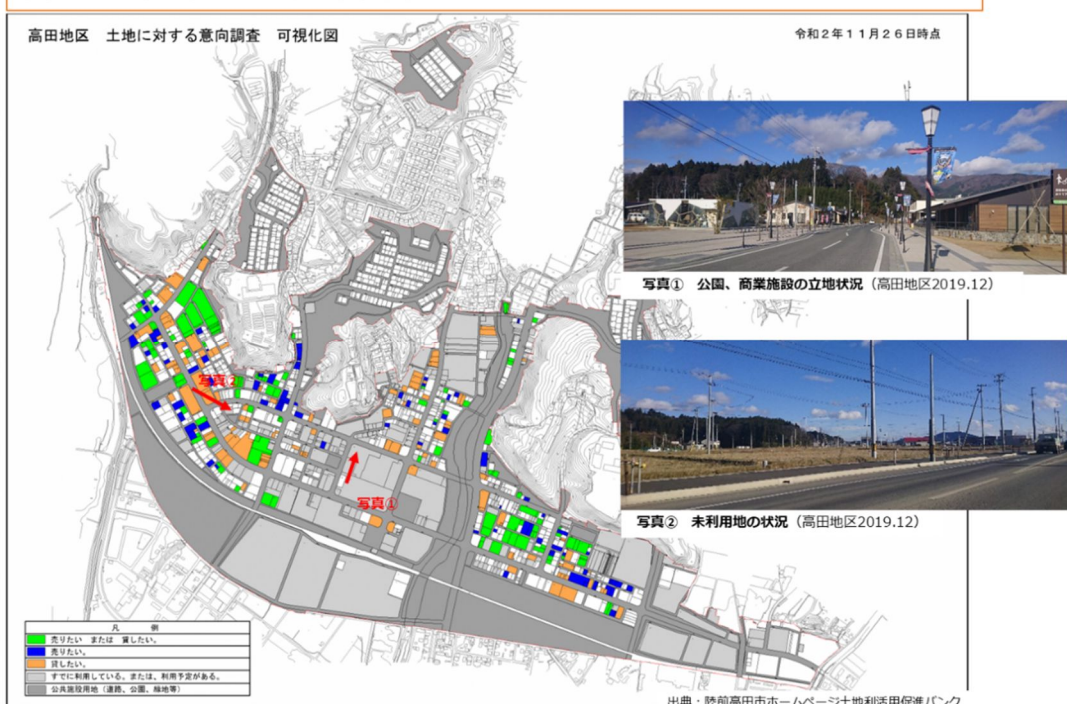 高田地区 土地に対する意向調査 可視化図
令和2年11月26日時点
写真① 公園、商業施設の立地状況（高田地区2019.12）
写真②
写真①
写真② 未利用地の状況（高田地区2019.12）
凡 例
売りたい または 貸したい。
売りたい。
貸したい。
すでに利用している。または、利用予定がある。
公共施設用地（道路、公園、緑地等）
出典：陸前高田市ホームページ土地利活用促進バンク